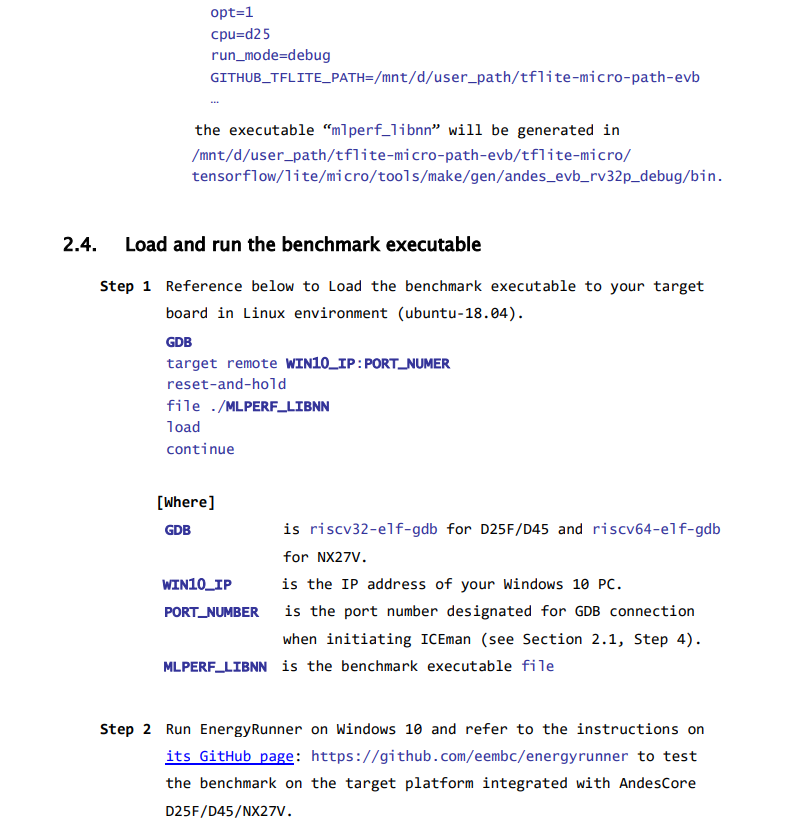 opt=1
cpu=d25
run_mode=debug
GITHUB_TFLITE_PATH=/mnt/d/user_path/tflite-micro-path-evb
…
the executable “mlperf_libnn” will be generated in
/mnt/d/user_path/tflite-micro-path-evb/tflite-micro/
tensorflow/lite/micro/tools/make/gen/andes_evb_rv32p_debug/bin.
2.4. Load and run the benchmark executable
Step 1 Reference below to Load the benchmark executable to your target
board in Linux environment (ubuntu-18.04).
GDB
target remote WIN10_IP:PORT_NUMER
reset-and-hold
file ./MLPERF_LIBNN
load
continue
[Where]
GDB is riscv32-elf-gdb for D25F/D45 and riscv64-elf-gdb
for NX27V.
WIN10_IP is the IP address of your Windows 10 PC.
PORT_NUMBER is the port number designated for GDB connection
when initiating ICEman (see Section 2.1, Step 4).
MLPERF_LIBNN is the benchmark executable file
Step 2 Run EnergyRunner on Windows 10 and refer to the instructions on
its GitHub page: https://github.com/eembc/energyrunner to test
the benchmark on the target platform integrated with AndesCore
D25F/D45/NX27V.